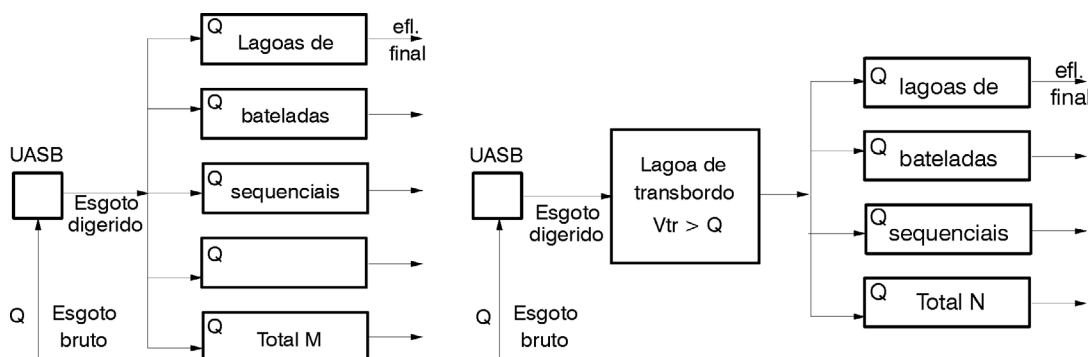 Q
Lagoas de
efl.
final
Q
bateladas
UASB
Q
sequenciais
Esgoto
digerido
Q
Q
Total M
Q
Esgoto
bruto
UASB
Esgoto
digerido
Q
Esgoto
bruto
Lagoa de
transbordo
Vtr > Q
Q
lagoas de
efl.
final
Q
bateladas
Q
sequenciais
Q
Total N